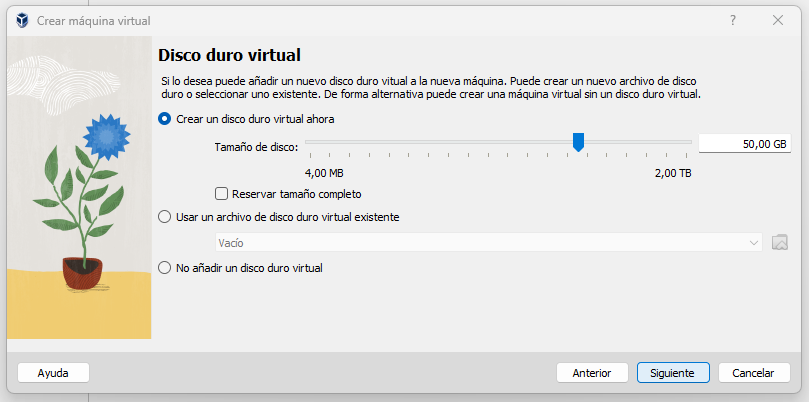 Crear máquina virtual
?
Disco duro virtual
Si lo desea puede añadir un nuevo disco duro vitual a la nueva máquina. Puede crear un nuevo archivo de disco
duro o seleccionar uno existente. De forma alternativa puede crear una máquina virtual sin un disco duro virtual.
Crear un disco duro virtual ahora
Tamaño de disco:
50,00 GB
4,00 MB 2,00 TB
Reservar tamaño completo
Usar un archivo de disco duro virtual existente
Vacío
No añadir un disco duro virtual
Ayuda Anterior Siguiente Cancelar